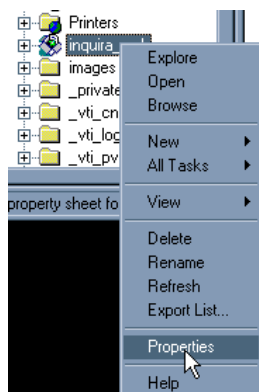 Printers
inquira_
images
_private
_vti_cn
_vti_log
_vti_pv
property sheet fo
Explore
Open
Browse
New
All Tasks
View
Delete
Rename
Refresh
Export List...
Properties
Help